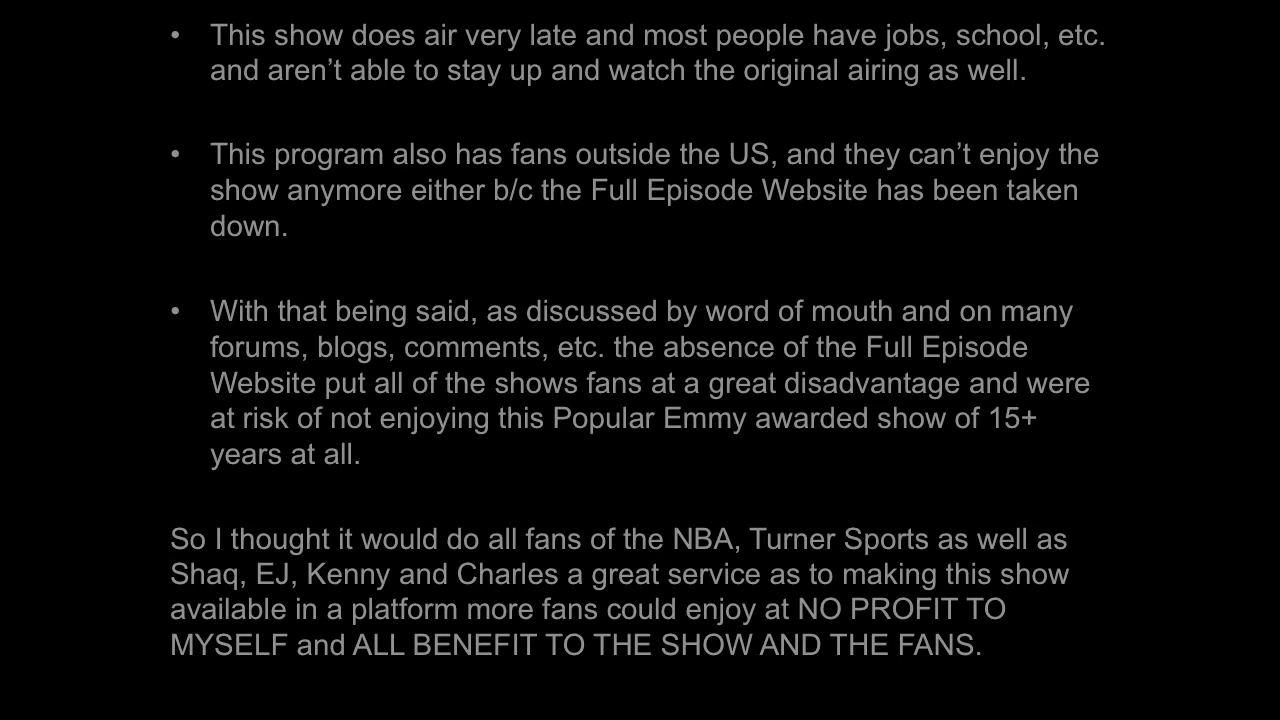 • This show does air very late and most people have jobs, school, etc.
and aren’t able to stay up and watch the original airing as well.
• This program also has fans outside the US, and they can’t enjoy the
show anymore either b/c the Full Episode Website has been taken
down.
• With that being said, as discussed by word of mouth and on many
forums, blogs, comments, etc. the absence of the Full Episode
Website put all of the shows fans at a great disadvantage and were
at risk of not enjoying this Popular Emmy awarded show of 15+
years at all.
So I thought it would do all fans of the NBA, Turner Sports as well as
Shaq, EJ, Kenny and Charles a great service as to making this show
available in a platform more fans could enjoy at NO PROFIT TO
MYSELF and ALL BENEFIT TO THE SHOW AND THE FANS.